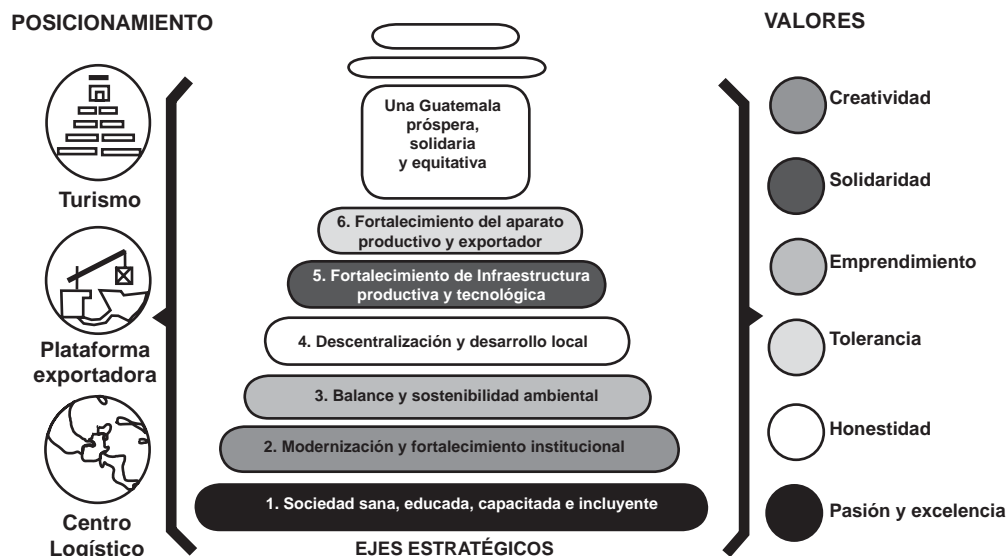 POSICIONAMIENTO
Turismo
Plataforma
exportadora
Centro
Logístico
Una Guatemala
próspera,
solidaria
y equitativa
6. Fortalecimiento del aparato
productivo y exportador
5. Fortalecimiento de Infraestructura
productiva y tecnológica
4. Descentralización y desarrollo local
3. Balance y sostenibilidad ambiental
2. Modernización y fortalecimiento institucional
1. Sociedad sana, educada, capacitada e incluyente
EJES ESTRATÉGICOS
VALORES
Creatividad
Solidaridad
Emprendimiento
Tolerancia
Honestidad
Pasión y excelencia